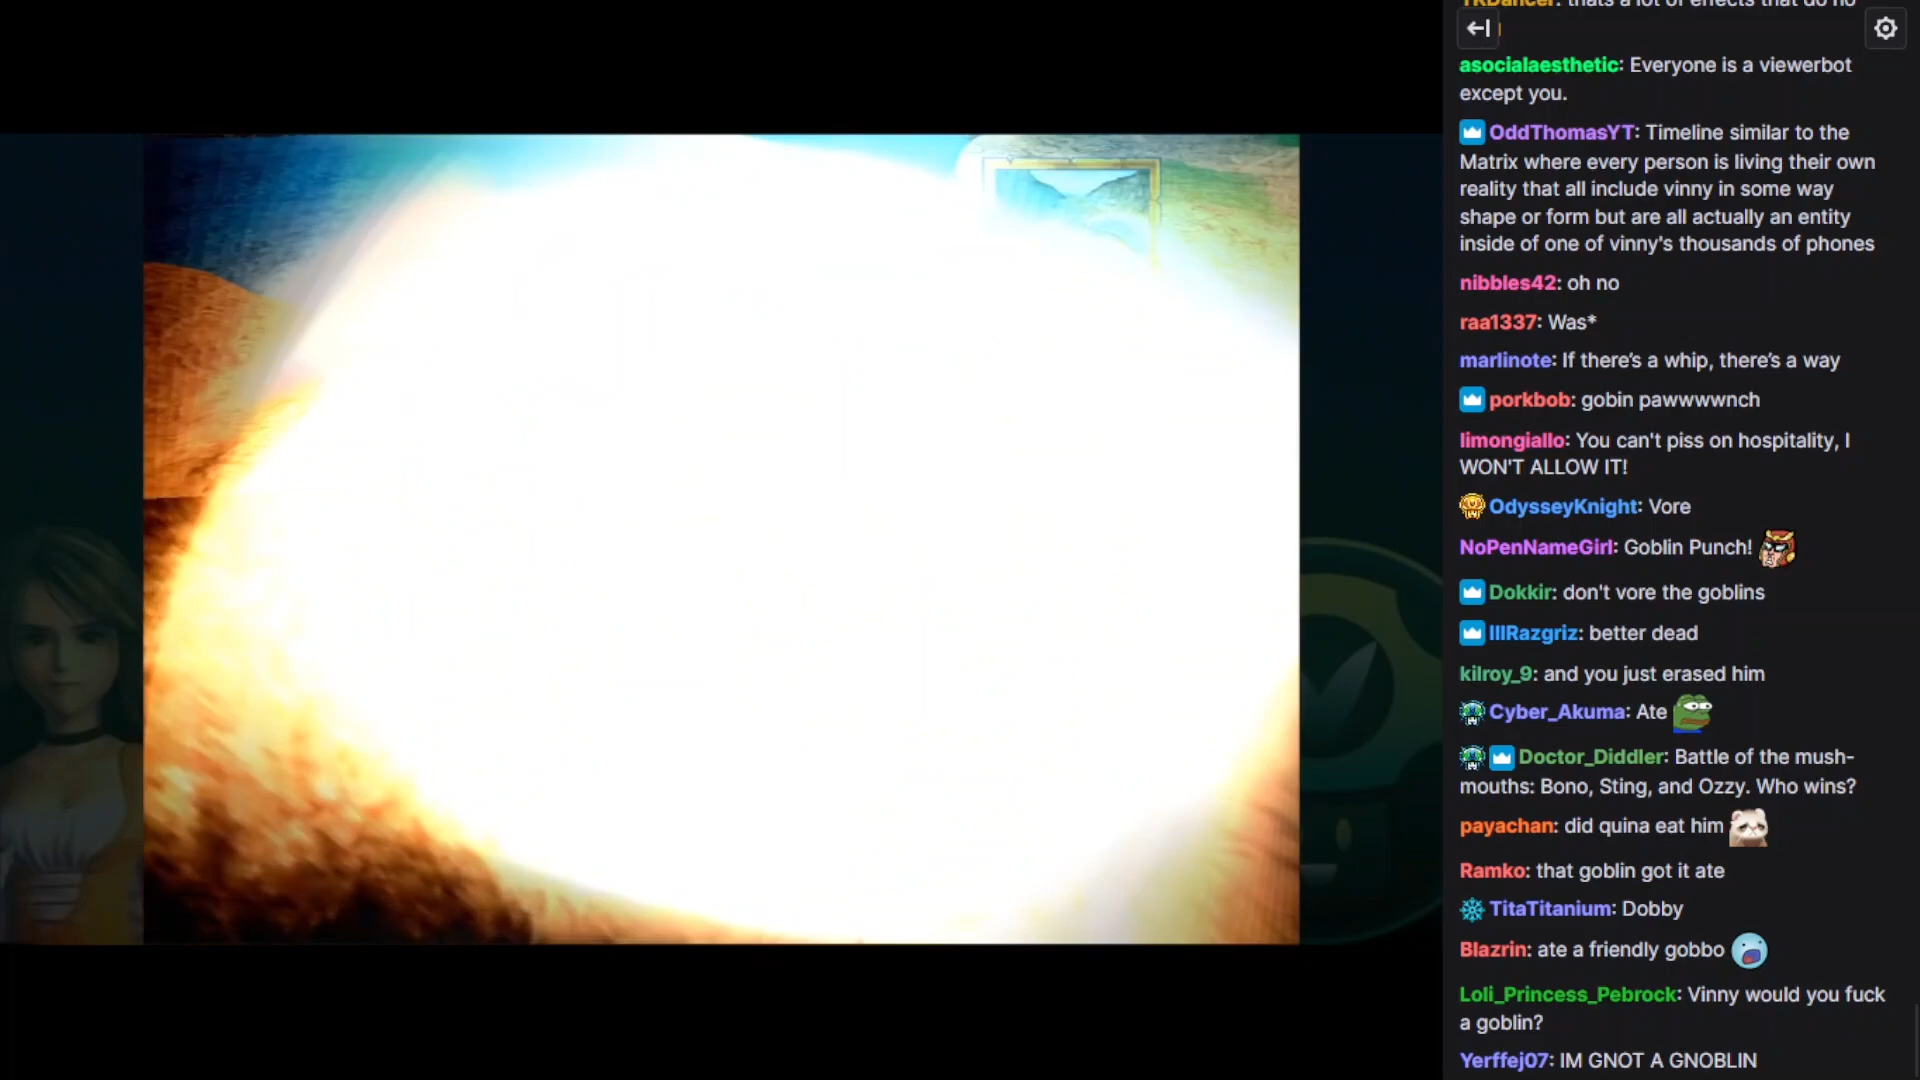 asocialaesthetic: Everyone is a viewerbot
except you.
OddThomasYT: Timeline similar to the
Matrix where every person is living their own
reality that all include vinny in some way
shape or form but are all actually an entity
inside of one of vinny's thousands of phones
nibbles42: oh no
raa1337: Was*
marlinote: If there's a whip, there's a way
porkbob: gobin pawwwwnch
limongiallo: You can't piss on hospitality, I
WON'T ALLOW IT!
OdysseyKnight: Vore
NoPenNameGirl: Goblin Punch!
Dokkir: don't vore the goblins
IllRazgriz: better dead
kilroy_9: and you just erased him
Cyber_Akuma: Ate
Doctor_Diddler: Battle of the mush-
mouths: Bono, Sting, and Ozzy. Who wins?
payachan: did quina eat him
Ramko: that goblin got it ate
TitaTitanium: Dobby
Blazrin: ate a friendly gobbo
Loli_Princess_Pebrock: Vinny would you fuck
a goblin?
Yerffej07: IM GNOT A GNOBLIN